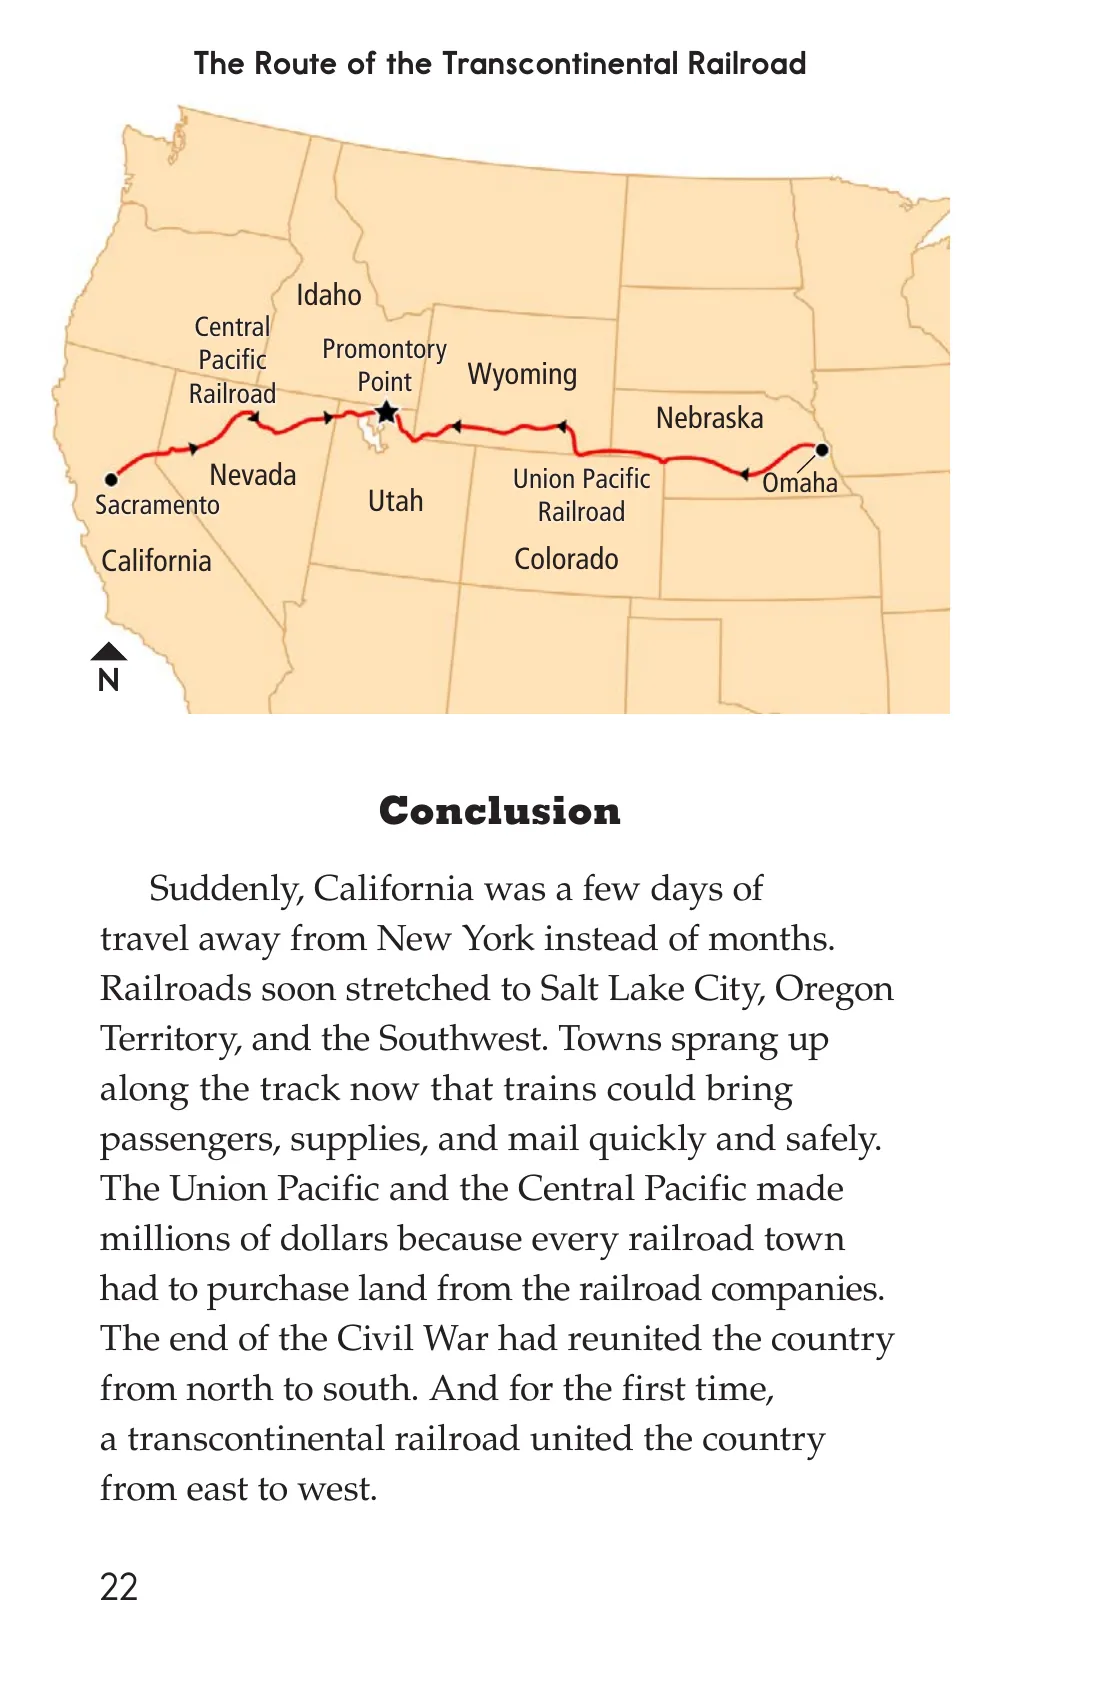 The Route of the Transcontinental Railroad
Idaho
Central
Pacific
Railroad
Promontory
Point
Wyoming
Nebraska
Nevada
Sacramento
Utah
Union Pacific
Railroad
Omaha
California
Colorado
N
Conclusion
Suddenly, California was a few days of
travel away from New York instead of months.
Railroads soon stretched to Salt Lake City, Oregon
Territory, and the Southwest. Towns sprang up
along the track now that trains could bring
passengers, supplies, and mail quickly and safely.
The Union Pacific and the Central Pacific made
millions of dollars because every railroad town
had to purchase land from the railroad companies.
The end of the Civil War had reunited the country
from north to south. And for the first time,
a transcontinental railroad united the country
from east to west.
22